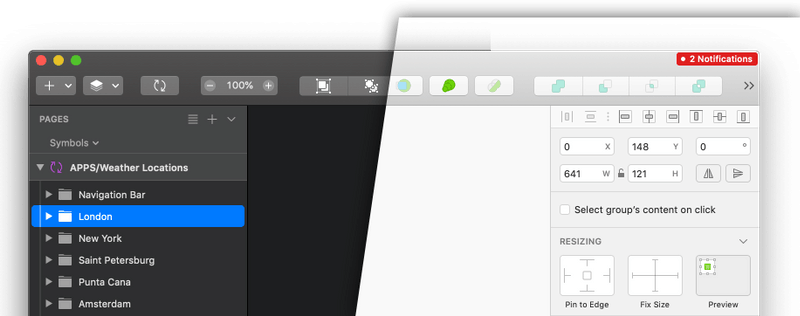 2 Notifications
100%
PAGES
Symbols
APPS/Weather Locations
Navigation Bar
London
New York
Saint Petersburg
Punta Cana
Amsterdam
0 X 148 Y 0 °
641 W 121 H
Select group's content on click
RESIZING
Pin to Edge Fix Size Preview